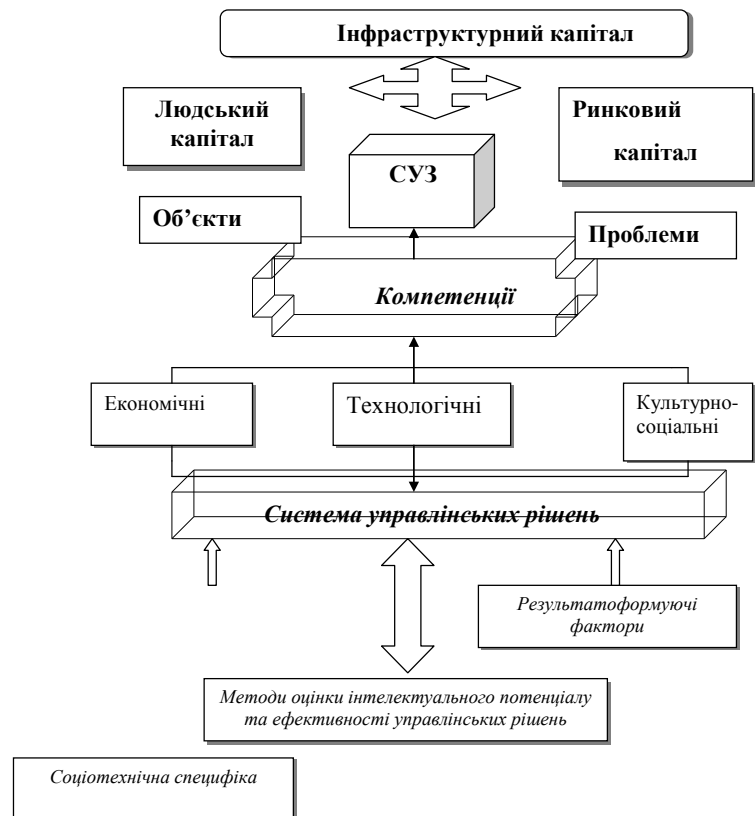 Інфраструктурний капітал
Людський
капітал
Ринковий
капітал
СУЗ
Об’єкти
Проблеми
Компетенції
Економічні
Технологічні
Культурно-
соціальні
Система управлінських рішень
Результатоформуючі
фактори
Методи оцінки інтелектуального потенціалу
та ефективності управлінських рішень
Соціотехнічна специфіка